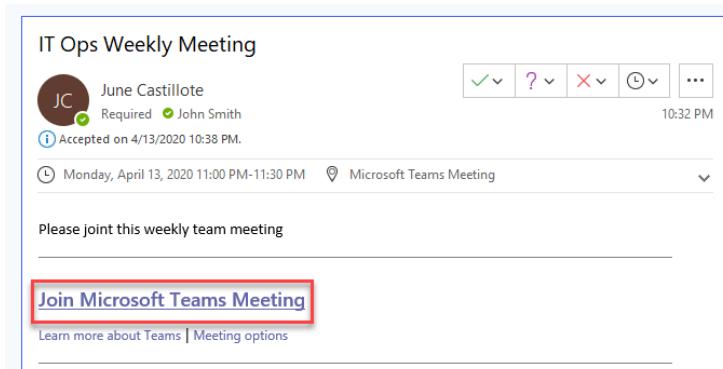 IT Ops Weekly Meeting
JC
June Castillote
Required John Smith
10:32 PM
Accepted on 4/13/2020 10:38 PM.
Monday, April 13, 2020 11:00 PM-11:30 PM Microsoft Teams Meeting
Please joint this weekly team meeting
Join Microsoft Teams Meeting
Learn more about Teams | Meeting options